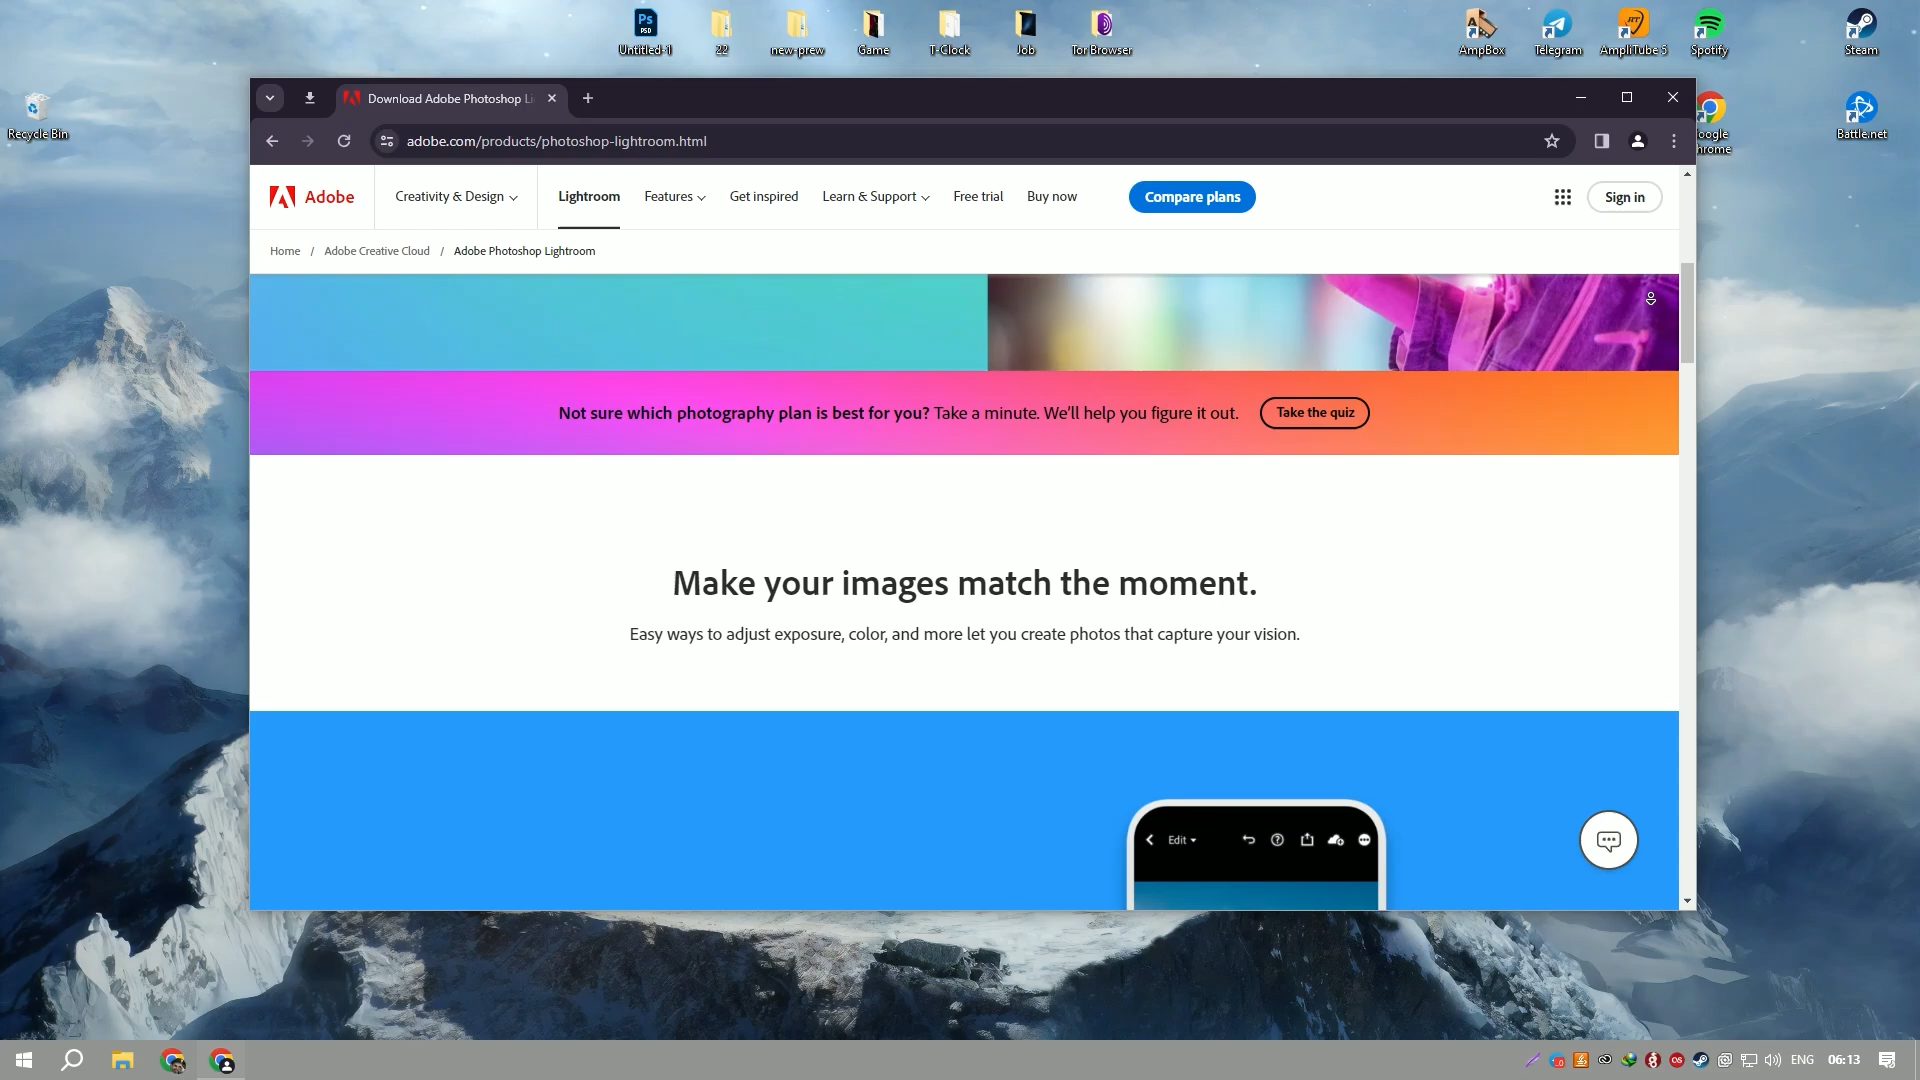 Untitled-1
22
new-prew
Game
T-Clock
Job
Tor Browser
AmpBox
Telegram
AmpliTube 5
Spotify
Steam
Recycle Bin
Battle.net
Download Adobe Photoshop Li
adobe.com/products/photoshop-lightroom.html
Adobe
Creativity & Design
Lightroom
Features
Get inspired
Learn & Support
Free trial
Buy now
Compare plans
Sign in
Home / Adobe Creative Cloud / Adobe Photoshop Lightroom
Not sure which photography plan is best for you? Take a minute. We'll help you figure it out.
Take the quiz
Make your images match the moment.
Easy ways to adjust exposure, color, and more let you create photos that capture your vision.
Edit
ENG
06:13